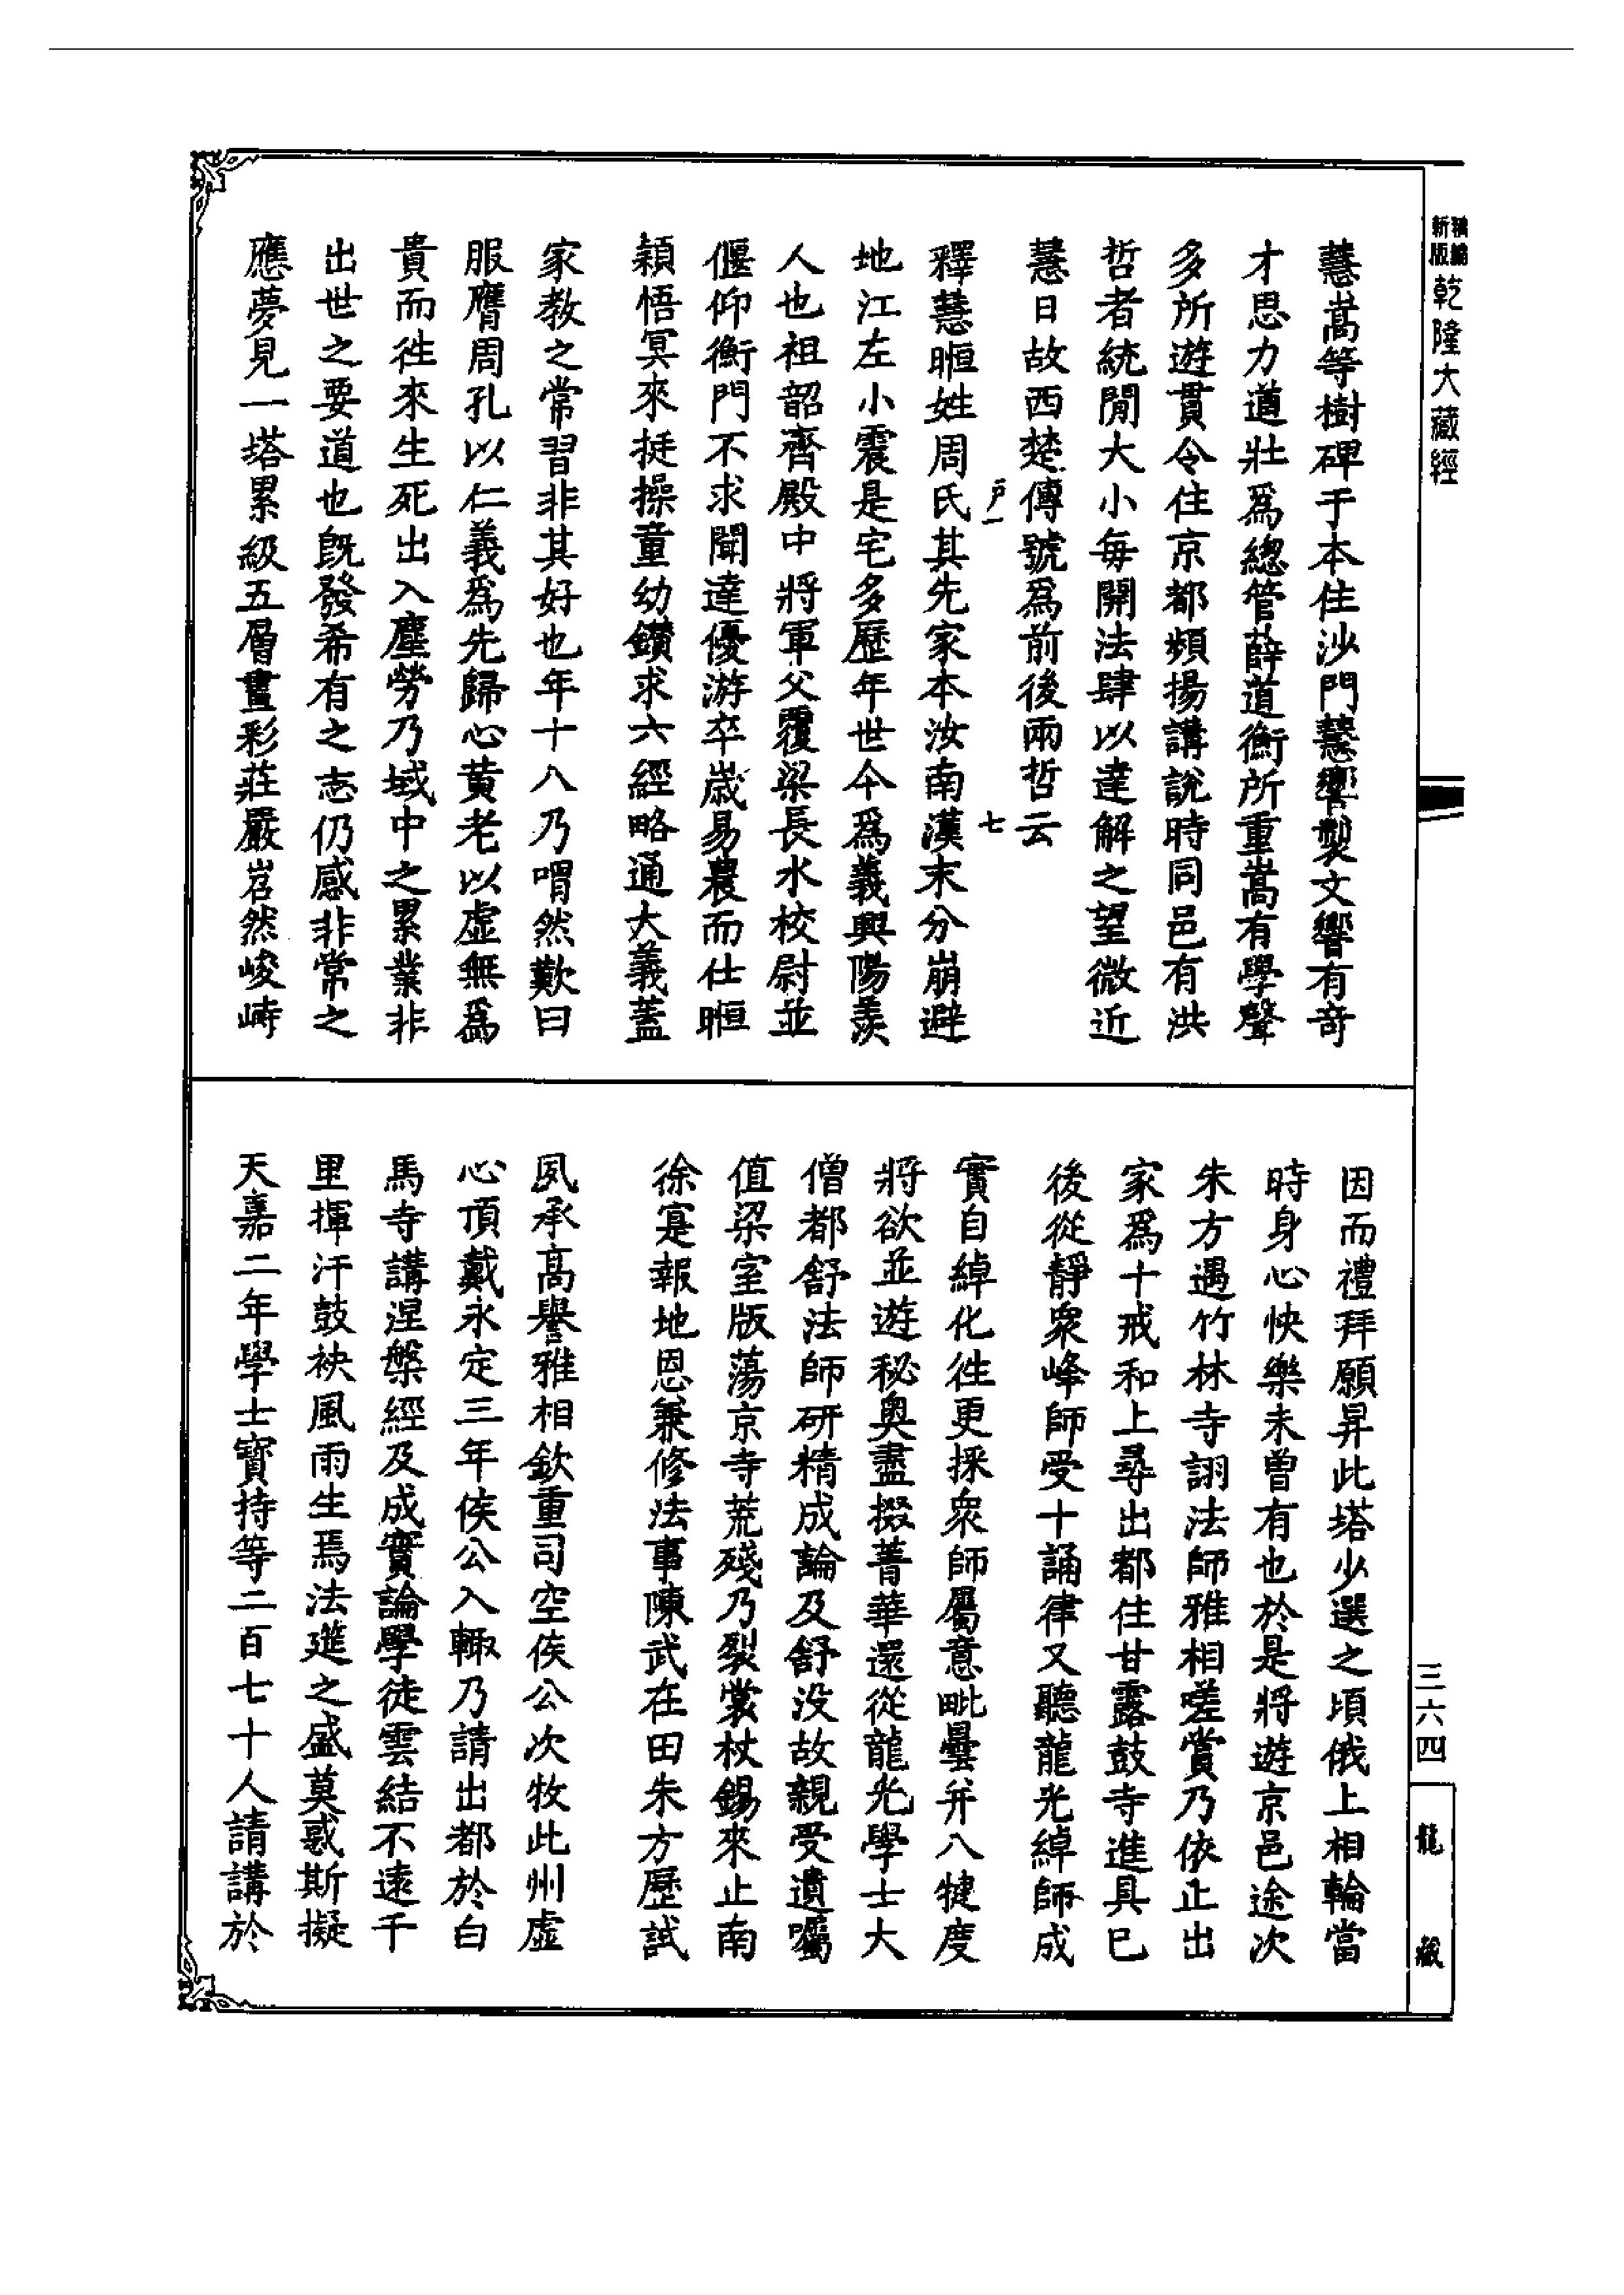 新編
新版
乾隆大藏經
慧嵩等樹碑于本住沙門慧響製文響有奇
才思力遒壯爲總管薛道衡所重嵩有學聲
多所遊貫令住京都頻揚講說時同邑有洪
哲者統閒大小每開法肆以達解之望微近
慧日故西楚傳號爲前後兩哲云
戶一
七
釋慧暅姓周氏其先家本汝南漢末分崩避
地江左小震是宅多歷年世今爲義興陽羨
人也祖韶齊殿中將軍父覆梁長水校尉並
偃仰衡門不求聞達優游卒歲易農而仕暅
穎悟冥來挺操童幼鑽求六經略通大義蓋
家教之常習非其好也年十八乃喟然歎曰
服膺周孔以仁義爲先歸心黃老以虛無爲
貴而徃來生死出入塵勞乃域中之累業非
出世之要道也旣發希有之志仍感非常之
應夢見一塔累級五層畫彩莊嚴岧然峻峙
因而禮拜願昇此塔少選之頃俄上相輪當
時身心快樂未曾有也於是將遊京邑途次
朱方遇竹林寺詡法師雅相嗟賞乃依止出
家爲十戒和上尋出都住甘露鼓寺進具已
後從靜衆峰師受十誦律又聽龍光綽師成
實自綽化徃更採衆師屬意毗曇并八犍度
將欲並遊秘奧盡掇菁華還從龍光學士大
僧都舒法師研精成論及舒沒故親受遺囑
值梁室版蕩京寺荒殘乃裂裳杖錫來止南
徐寔報地恩兼修法事陳武在田朱方歷試
夙承高譽雅相欽重司空侯公次牧此州虛
心頂戴永定三年侯公入輙乃請出都於白
馬寺講涅槃經及成實論學徒雲結不遠千
里揮汗鼓袂風雨生焉法筵之盛莫惑斯擬
天嘉二年學士寶持等二百七十人請講於
三六四
龍藏